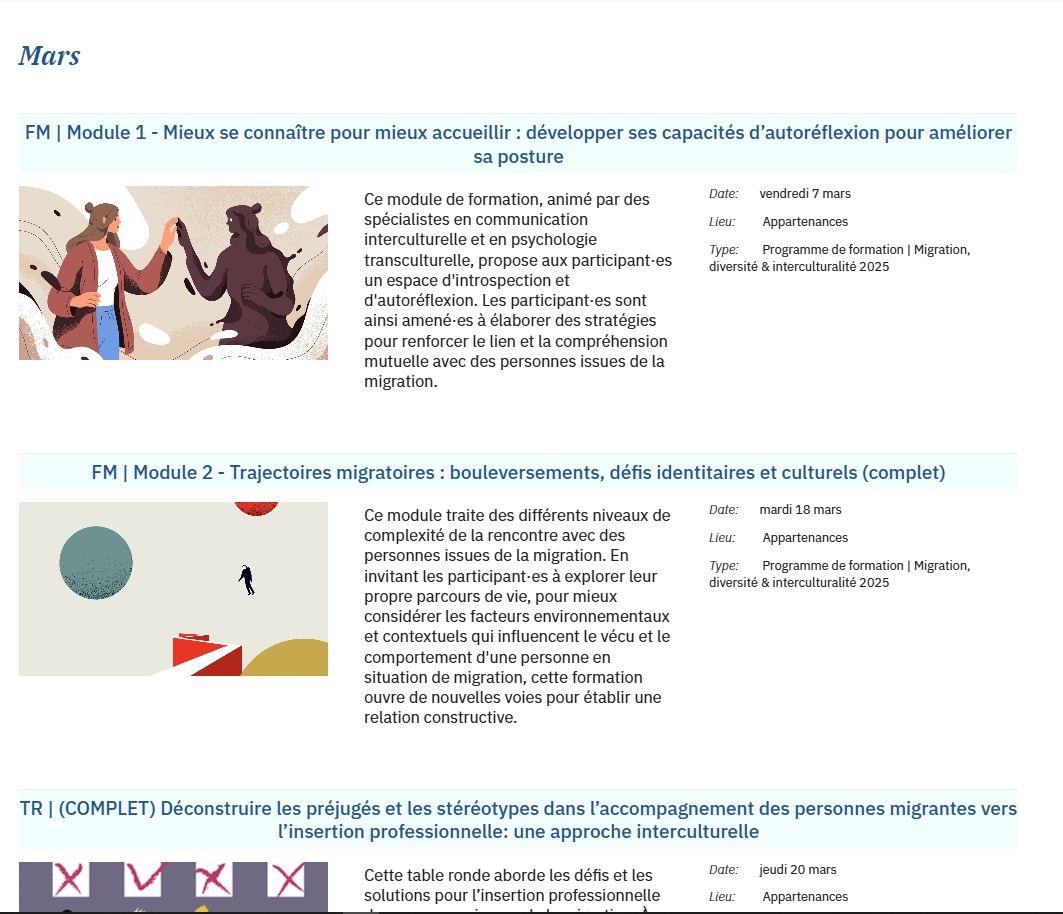 Mars
FM | Module 1 - Mieux se connaître pour mieux accueillir : développer ses capacités d’autoréflexion pour améliorer
sa posture
Ce module de formation, animé par des
spécialistes en communication
interculturelle et en psychologie
transculturelle, propose aux participant·es
un espace d'introspection et
d'autoréflexion. Les participant·es sont
ainsi amené·es à élaborer des stratégies
pour renforcer le lien et la compréhension
mutuelle avec des personnes issues de la
migration.
Date: vendredi 7 mars
Lieu: Appartenances
Type: Programme de formation | Migration,
diversité & interculturalité 2025
FM | Module 2 - Trajectoires migratoires : bouleversements, défis identitaires et culturels (complet)
Ce module traite des différents niveaux de
complexité de la rencontre avec des
personnes issues de la migration. En
invitant les participant·es à explorer leur
propre parcours de vie, pour mieux
considérer les facteurs environnementaux
et contextuels qui influencent le vécu et le
comportement d'une personne en
situation de migration, cette formation
ouvre de nouvelles voies pour établir une
relation constructive.
Date: mardi 18 mars
Lieu: Appartenances
Type: Programme de formation | Migration,
diversité & interculturalité 2025
TR | (COMPLET) Déconstruire les préjugés et les stéréotypes dans l’accompagnement des personnes migrantes vers
l’insertion professionnelle: une approche interculturelle
Cette table ronde aborde les défis et les
solutions pour l’insertion professionnelle
Date: jeudi 20 mars
Lieu: Appartenances